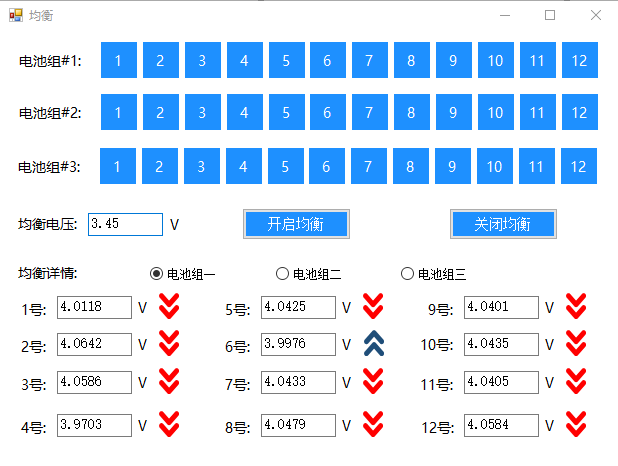 均衡
电池组#1: 1 2 3 4 5 6 7 8 9 10 11 12
电池组#2: 1 2 3 4 5 6 7 8 9 10 11 12
电池组#3: 1 2 3 4 5 6 7 8 9 10 11 12
均衡电压: 3.45 V 开启均衡 关闭均衡
均衡详情: 电池组一 电池组二 电池组三
1号: 4.0118 V 5号: 4.0425 V 9号: 4.0401 V
2号: 4.0642 V 6号: 3.9976 V 10号: 4.0435 V
3号: 4.0586 V 7号: 4.0433 V 11号: 4.0405 V
4号: 3.9703 V 8号: 4.0479 V 12号: 4.0584 V